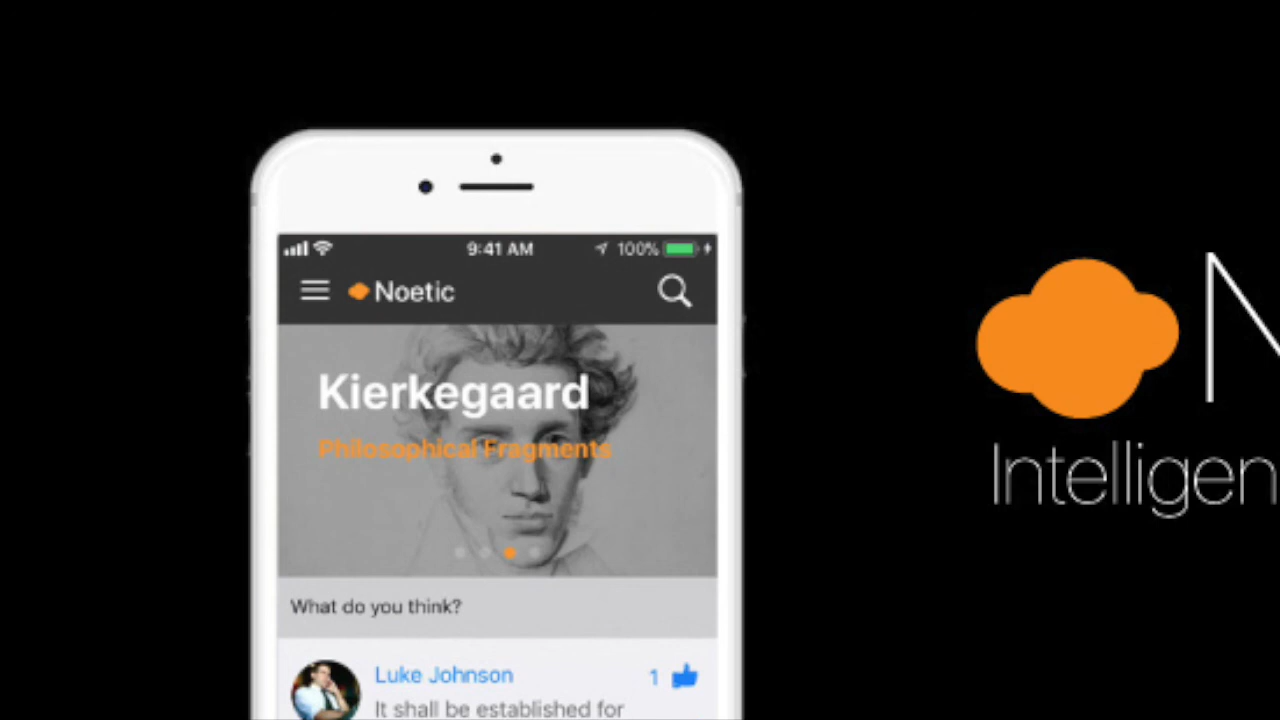 9:41 AM
100%
Noetic
Kierkegaard
Philosophical Fragments
What do you think?
Luke Johnson
1
It shall be established for
N
Intelligen